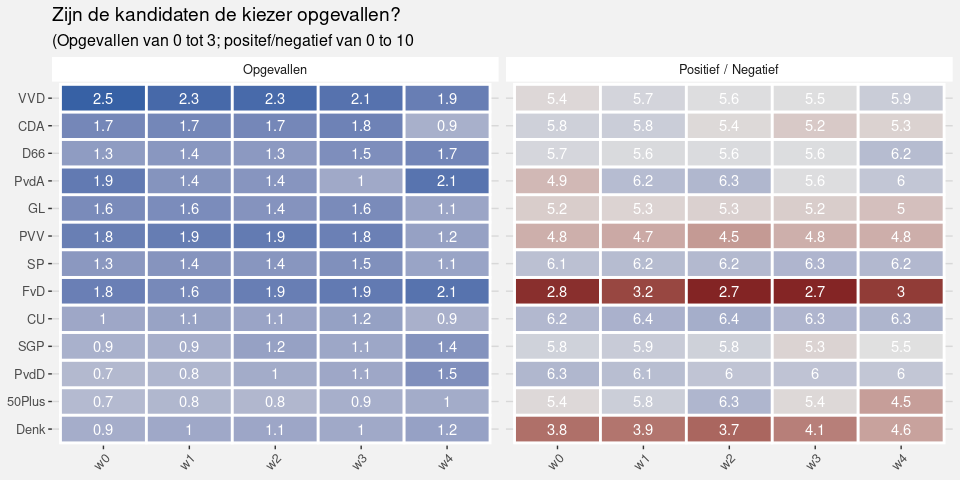 Zijn de kandidaten de kiezer opgevallen?
(Opgevallen van 0 tot 3; positef/negatief van 0 to 10
Opgevallen Positief / Negatief
VVD 2.5 2.3 2.3 2.1 1.9 5.4 5.7 5.6 5.5 5.9
CDA 1.7 1.7 1.7 1.8 0.9 5.8 5.8 5.4 5.2 5.3
D66 1.3 1.4 1.3 1.5 1.7 5.7 5.6 5.6 5.6 6.2
PvdA 1.9 1.4 1.4 1 2.1 4.9 6.2 6.3 5.6 6
GL 1.6 1.6 1.4 1.6 1.1 5.2 5.3 5.3 5.2 5
PVV 1.8 1.9 1.9 1.8 1.2 4.8 4.7 4.5 4.8 4.8
SP 1.3 1.4 1.4 1.5 1.1 6.1 6.2 6.2 6.3 6.2
FvD 1.8 1.6 1.9 1.9 2.1 2.8 3.2 2.7 2.7 3
CU 1 1.1 1.1 1.2 0.9 6.2 6.4 6.4 6.3 6.3
SGP 0.9 0.9 1.2 1.1 1.4 5.8 5.9 5.8 5.3 5.5
PvdD 0.7 0.8 1 1.1 1.5 6.3 6.1 6 6 6
50Plus 0.7 0.8 0.8 0.9 1 5.4 5.8 6.3 5.4 4.5
Denk 0.9 1 1.1 1 1.2 3.8 3.9 3.7 4.1 4.6
w0 w1 w2 w3 w4 w0 w1 w2 w3 w4